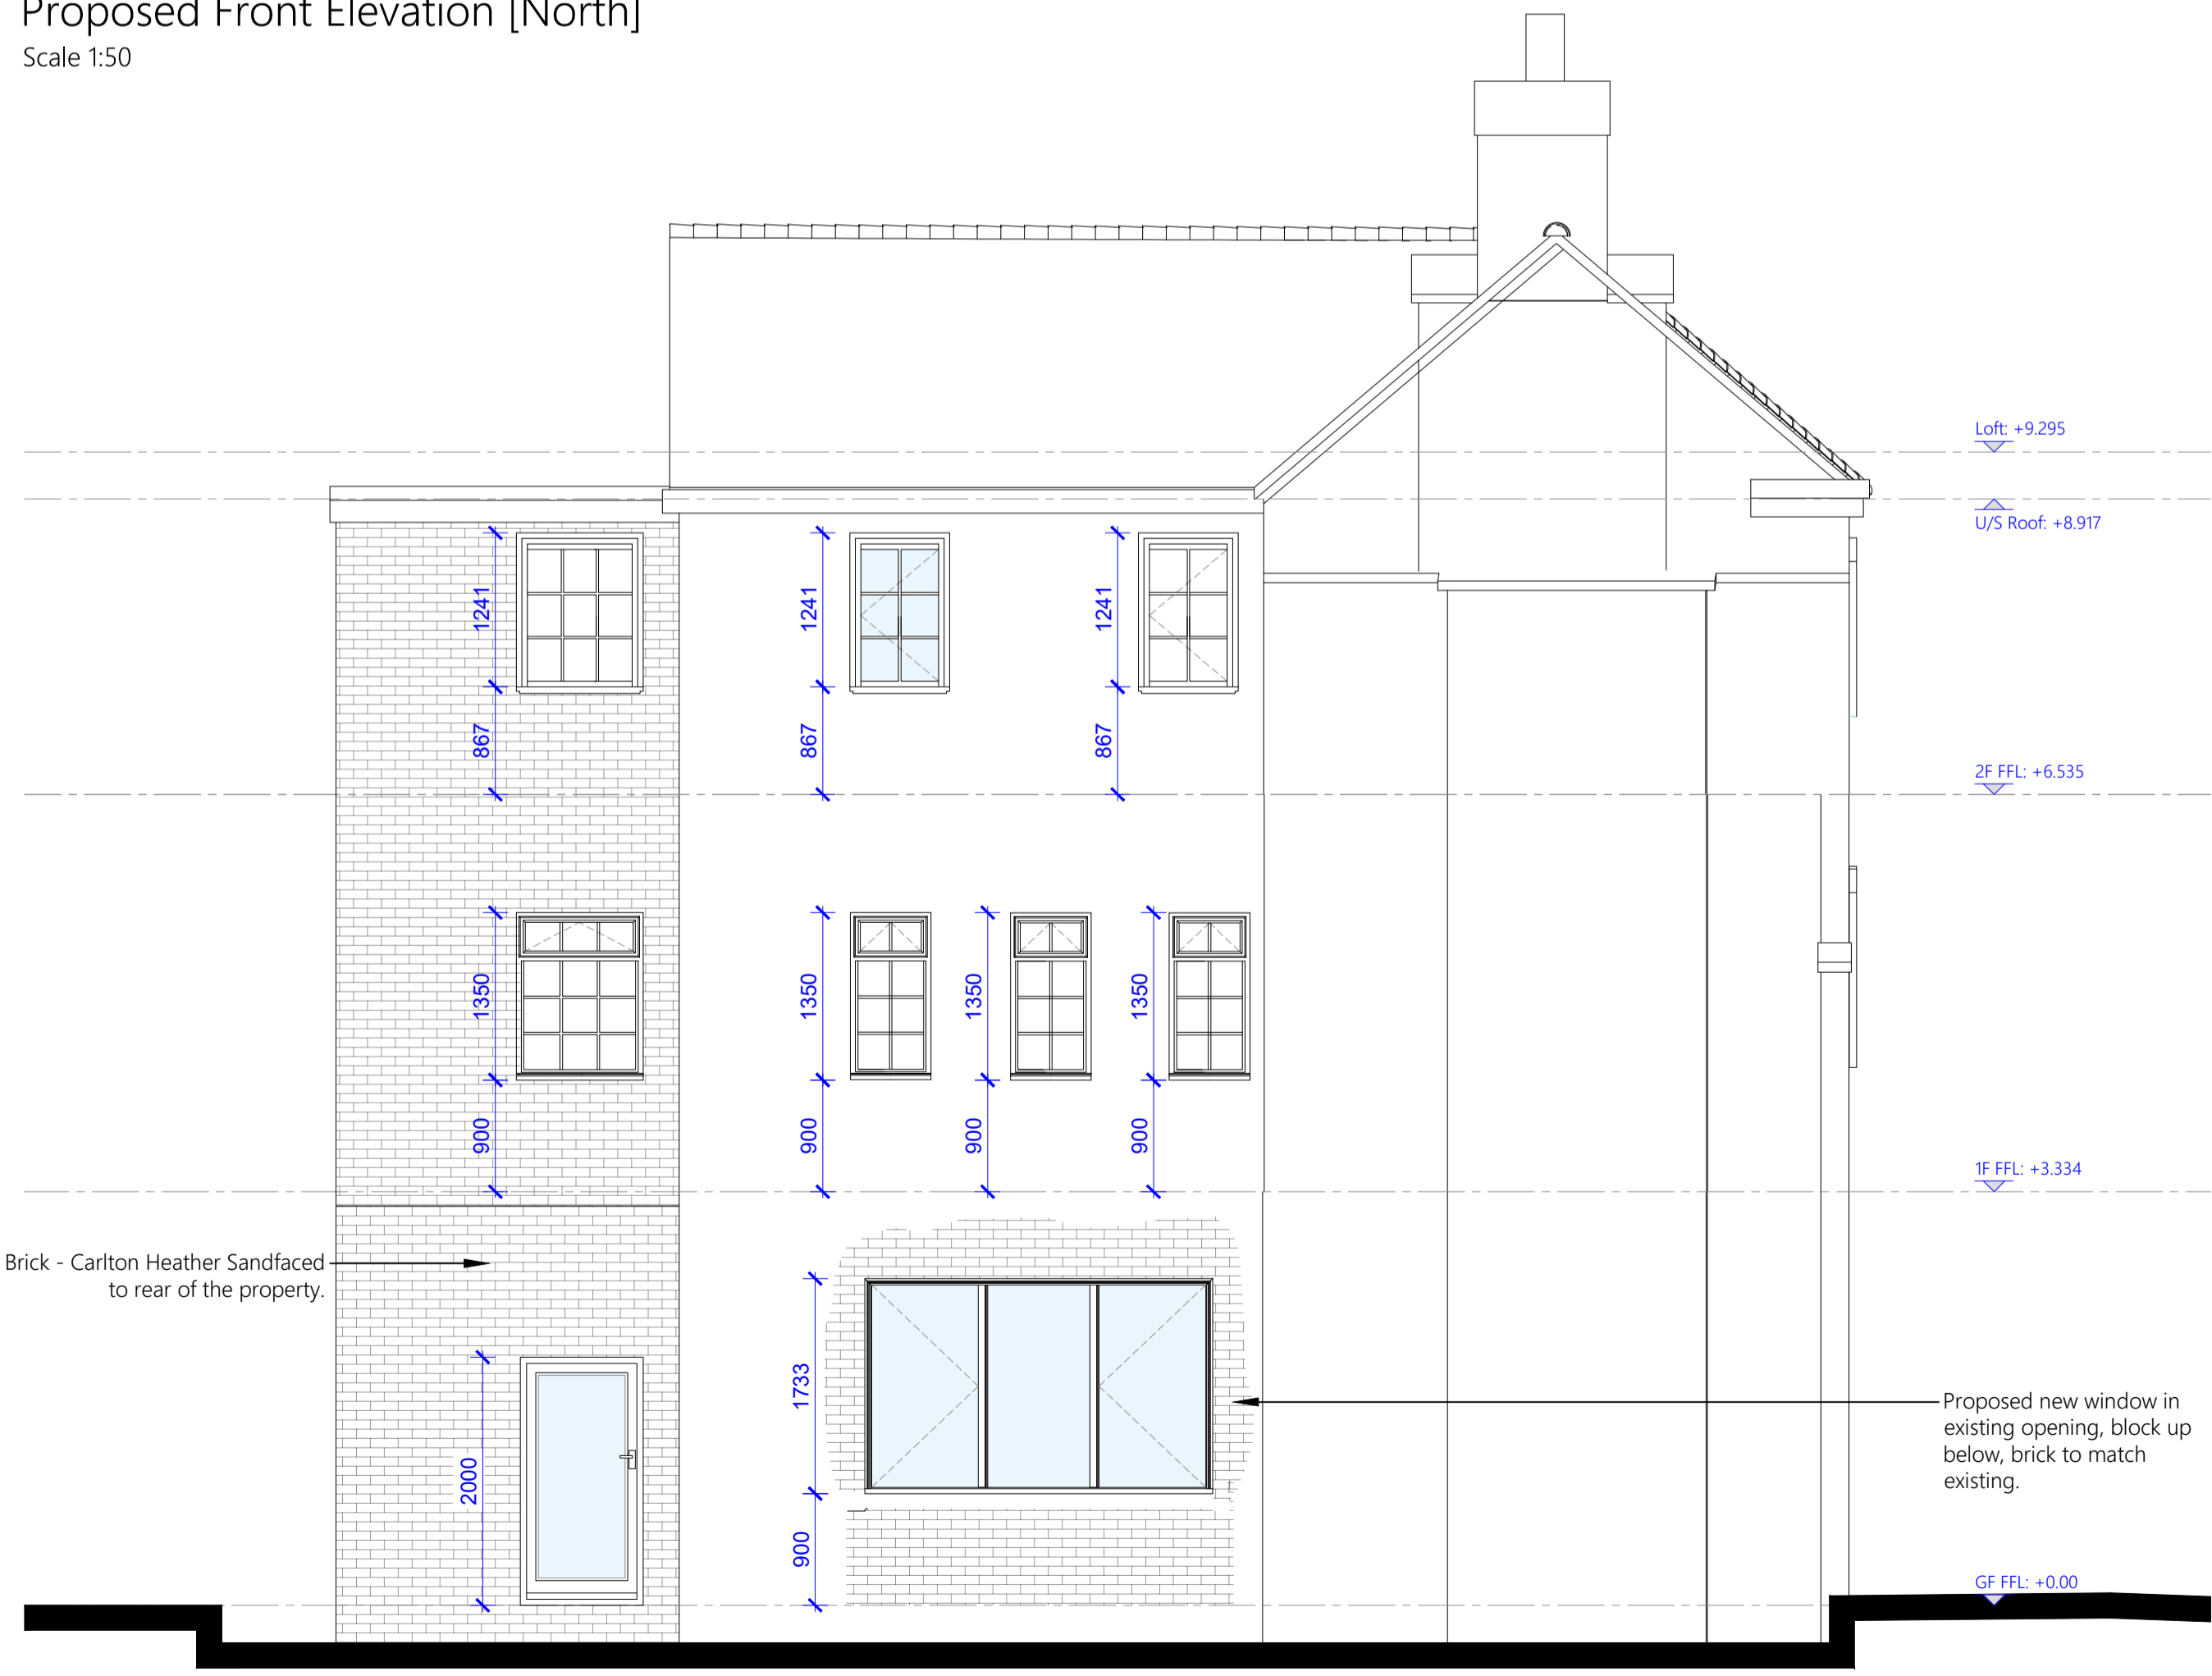 Proposed Front Elevation [North]
Scale 1:50
Loft: +9.295
U/S Roof: +8.917
1241
1241
1241
867
867
867
2F FFL: +6.535
1350
1350
1350
1350
900
900
900
900
1F FFL: +3.334
Brick - Carlton Heather Sandfaced
to rear of the property.
1733
2000
900
Proposed new window in
existing opening, block up
below, brick to match
existing.
GF FFL: +0.00